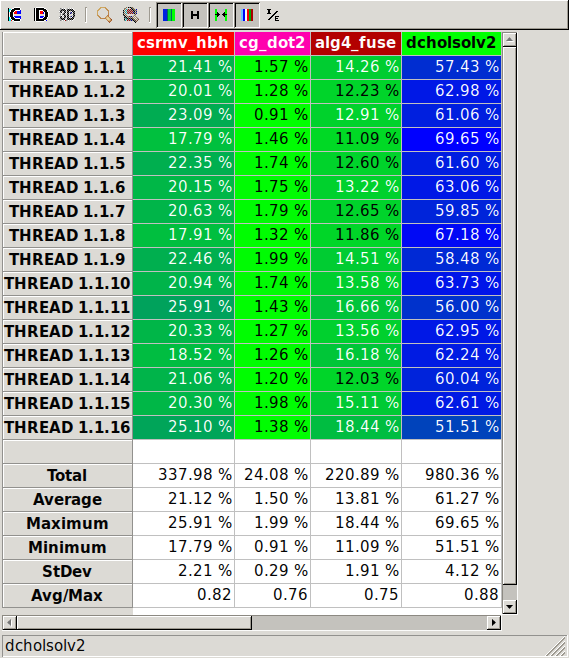 3D I/E
csrmv_hbh cg_dot2 alg4_fuse dcholsolv2
THREAD 1.1.1 21.41 % 1.57 % 14.26 % 57.43 %
THREAD 1.1.2 20.01 % 1.28 % 12.23 % 62.98 %
THREAD 1.1.3 23.09 % 0.91 % 12.91 % 61.06 %
THREAD 1.1.4 17.79 % 1.46 % 11.09 % 69.65 %
THREAD 1.1.5 22.35 % 1.74 % 12.60 % 61.60 %
THREAD 1.1.6 20.15 % 1.75 % 13.22 % 63.06 %
THREAD 1.1.7 20.63 % 1.79 % 12.65 % 59.85 %
THREAD 1.1.8 17.91 % 1.32 % 11.86 % 67.18 %
THREAD 1.1.9 22.46 % 1.99 % 14.51 % 58.48 %
THREAD 1.1.10 20.94 % 1.74 % 13.58 % 63.73 %
THREAD 1.1.11 25.91 % 1.43 % 16.66 % 56.00 %
THREAD 1.1.12 20.33 % 1.27 % 13.56 % 62.95 %
THREAD 1.1.13 18.52 % 1.26 % 16.18 % 62.24 %
THREAD 1.1.14 21.06 % 1.20 % 12.03 % 60.04 %
THREAD 1.1.15 20.30 % 1.98 % 15.11 % 62.61 %
THREAD 1.1.16 25.10 % 1.38 % 18.44 % 51.51 %
Total 337.98 % 24.08 % 220.89 % 980.36 %
Average 21.12 % 1.50 % 13.81 % 61.27 %
Maximum 25.91 % 1.99 % 18.44 % 69.65 %
Minimum 17.79 % 0.91 % 11.09 % 51.51 %
StDev 2.21 % 0.29 % 1.91 % 4.12 %
Avg/Max 0.82 0.76 0.75 0.88
dcholsolv2